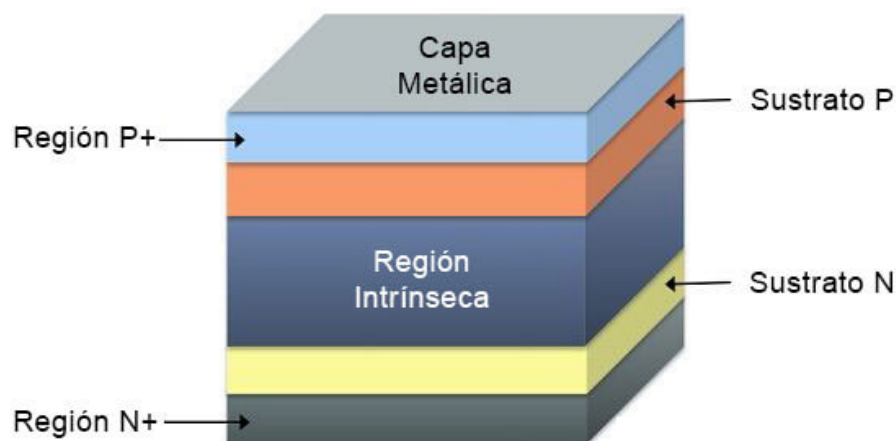 Capa
Metálica
Sustrato P
Región P+
Región
Intrínseca
Sustrato N
Región N+